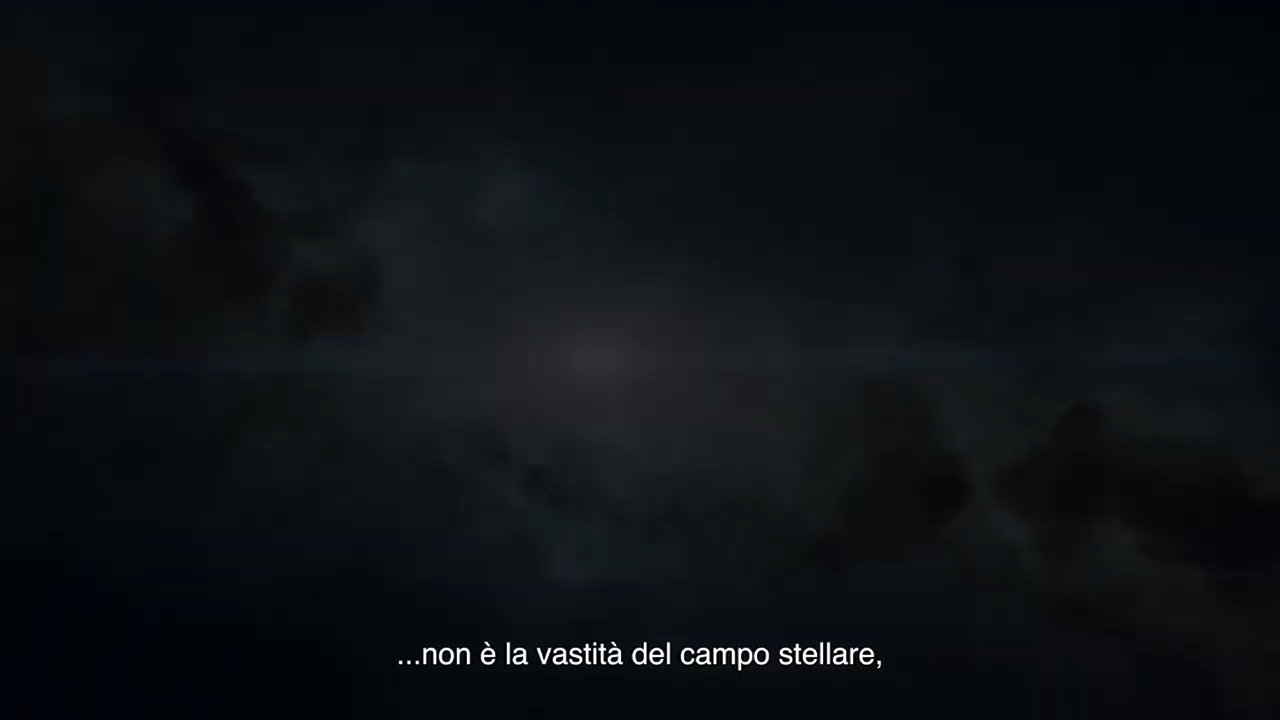 ...non è la vastità del campo stellare,